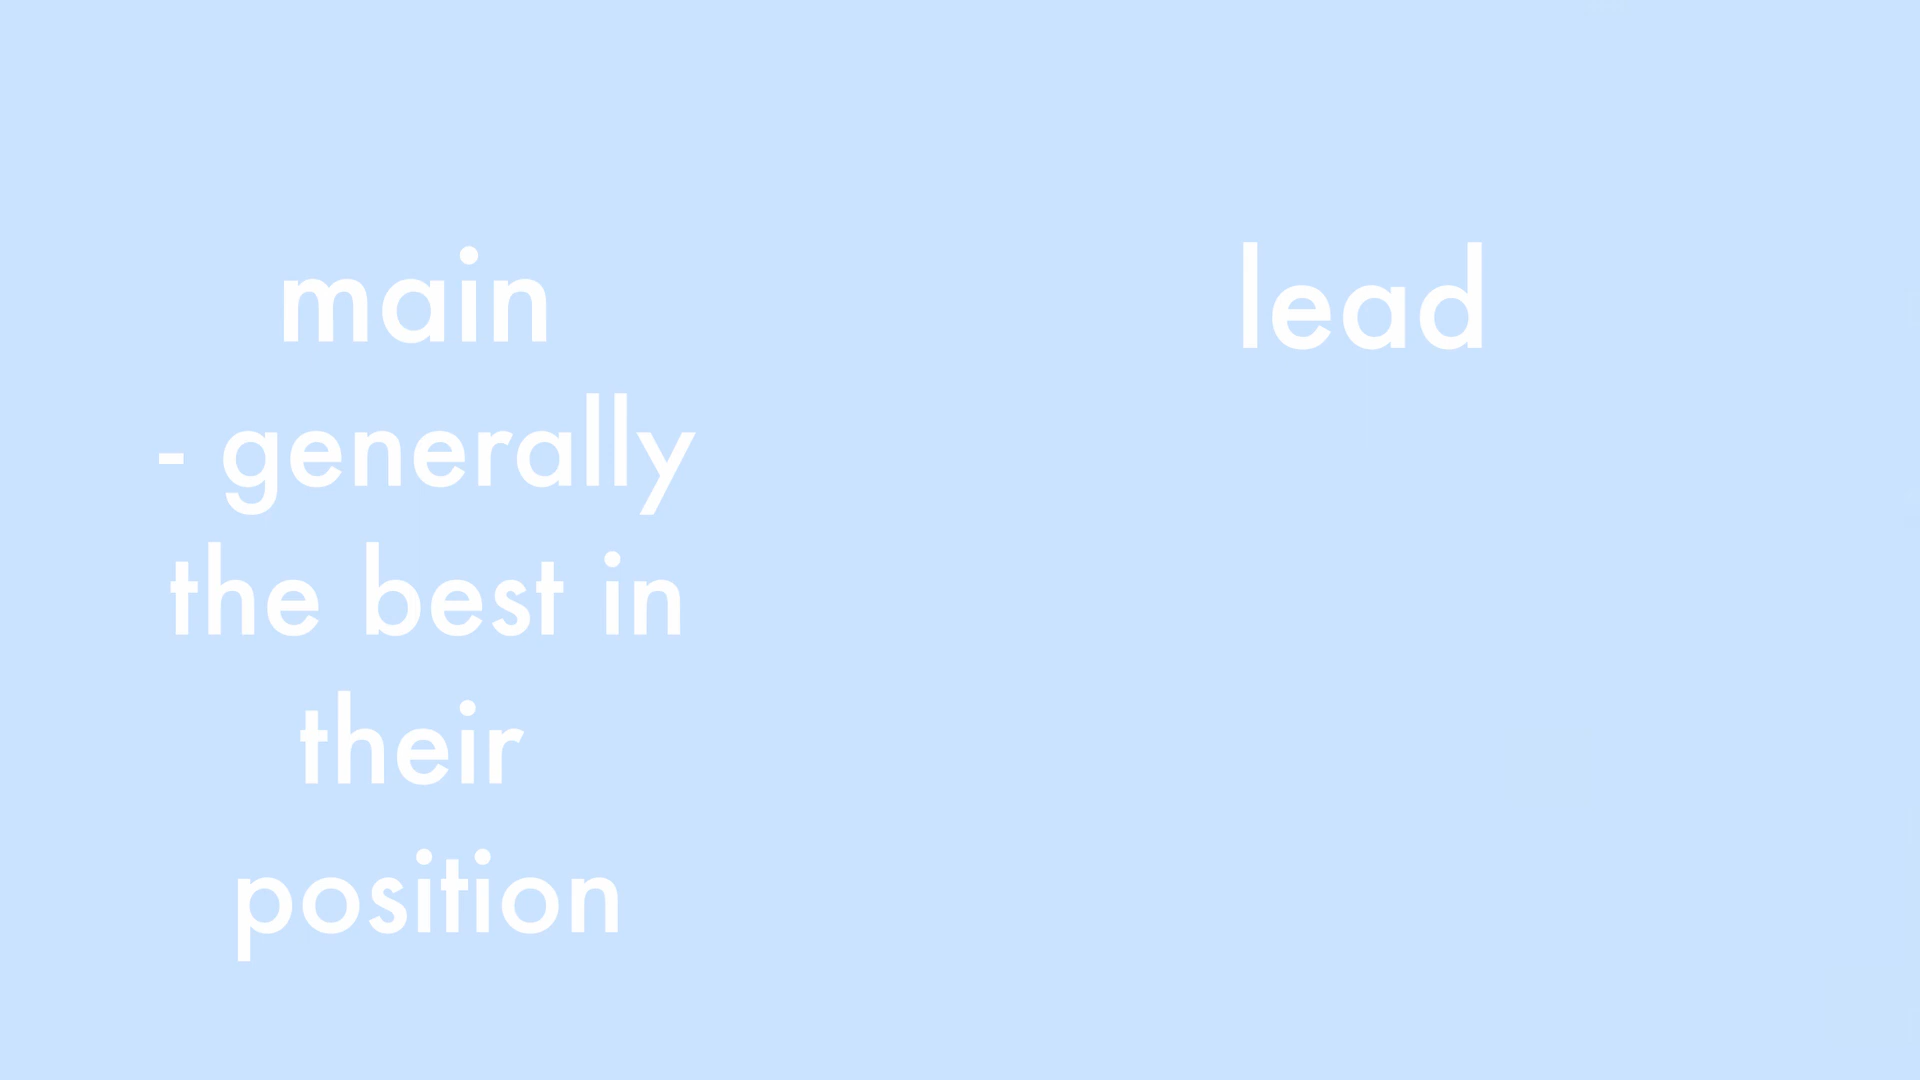 main
- generally
the best in
their
position
lead